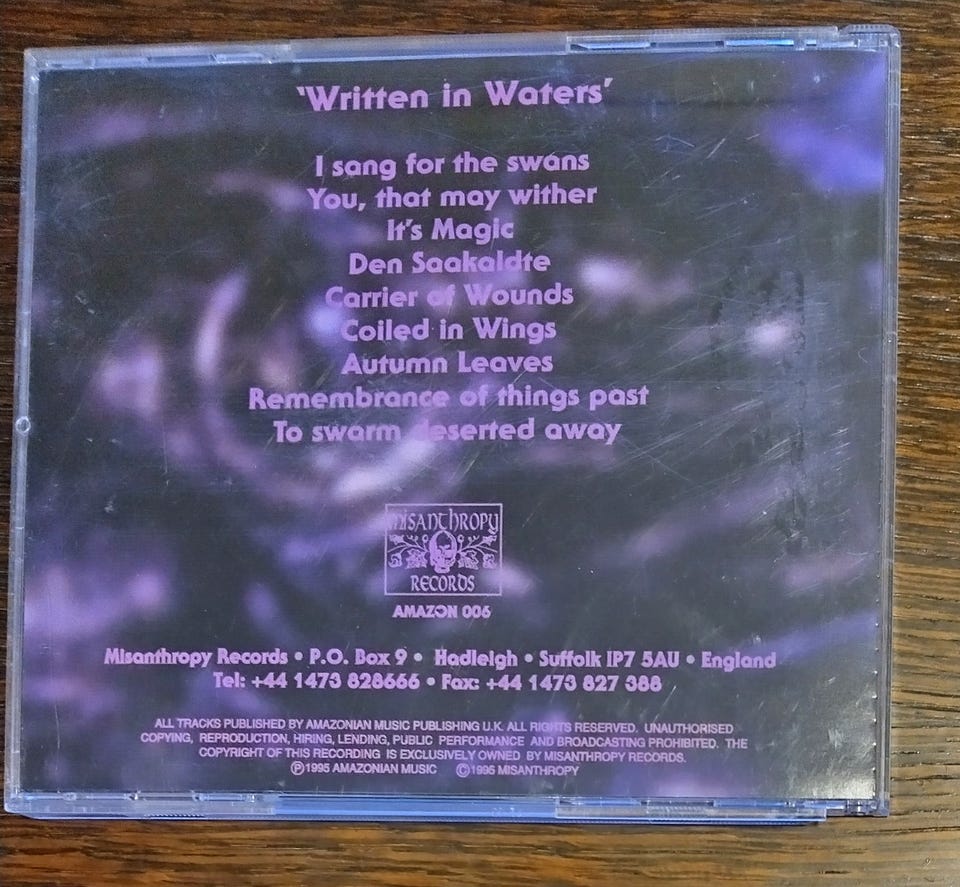 'Written in Waters'
I sang for the swans
You, that may wither
It's Magic
Den Saakaldte
Carrier of Wounds
Coiled in Wings
Autumn Leaves
Remembrance of things past
To swarm deserted away
MISANTHROPY
RECORDS
AMAZON 006
Misanthropy Records • P.O. Box 9 • Hadleigh • Suffolk IP7 5AU • England
Tel: +44 1473 828666 • Fax: +44 1473 827 388
ALL TRACKS PUBLISHED BY AMAZONIAN MUSIC PUBLISHING U.K. ALL RIGHTS RESERVED. UNAUTHORISED
COPYING, REPRODUCTION, HIRING, LENDING, PUBLIC PERFORMANCE AND BROADCASTING PROHIBITED. THE
COPYRIGHT OF THIS RECORDING IS EXCLUSIVELY OWNED BY MISANTHROPY RECORDS.
Ⓟ1995 AMAZONIAN MUSIC ©1996 MISANTHROPY